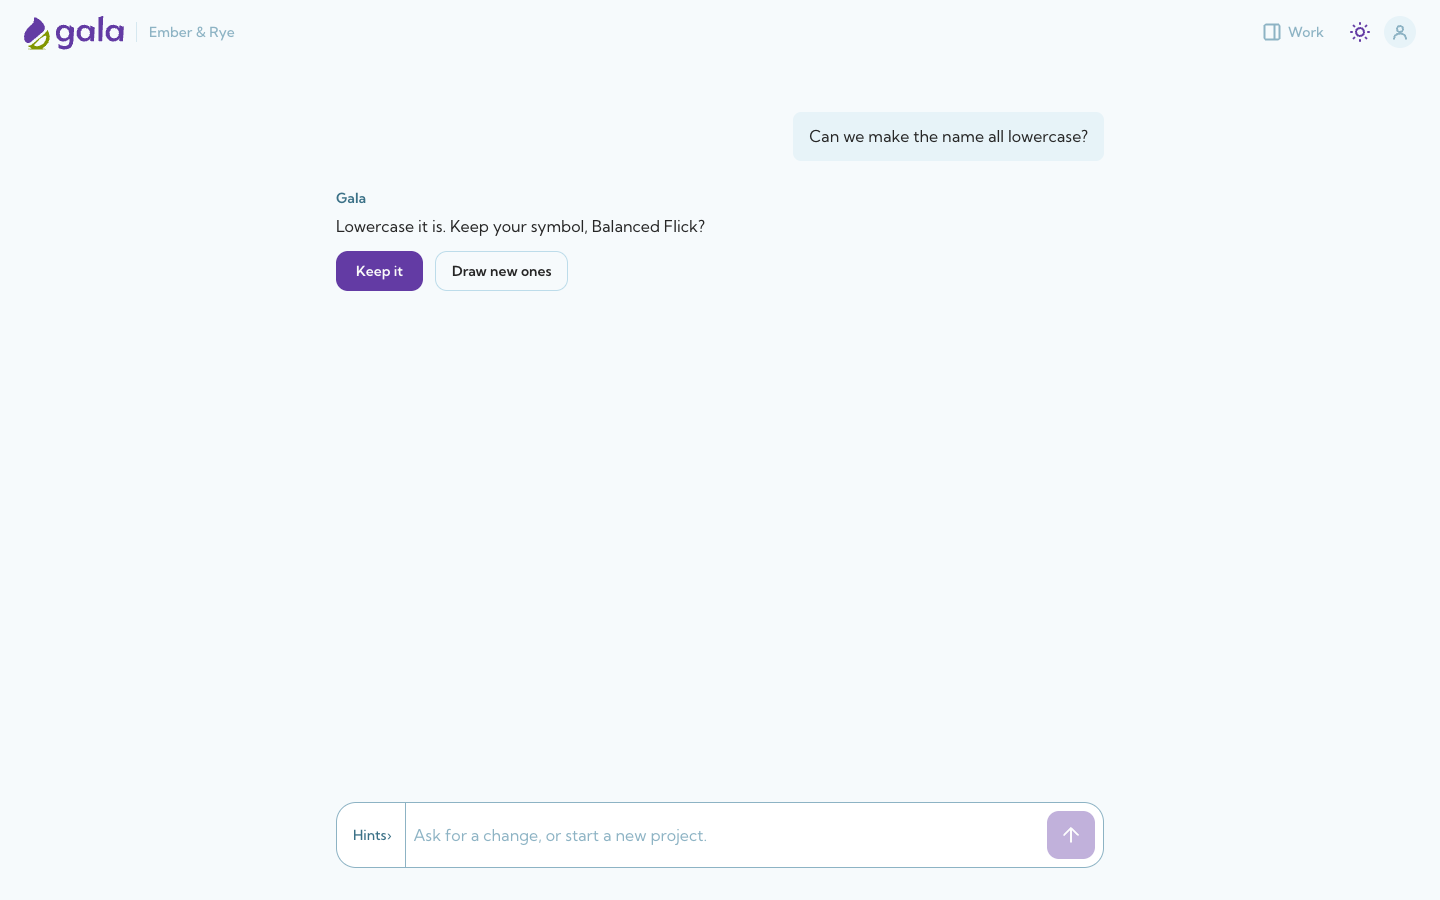 gala
Ember & Rye
Work
Can we make the name all lowercase?
Gala
Lowercase it is. Keep your symbol, Balanced Flick?
Keep it
Draw new ones
Hints›
Ask for a change, or start a new project.